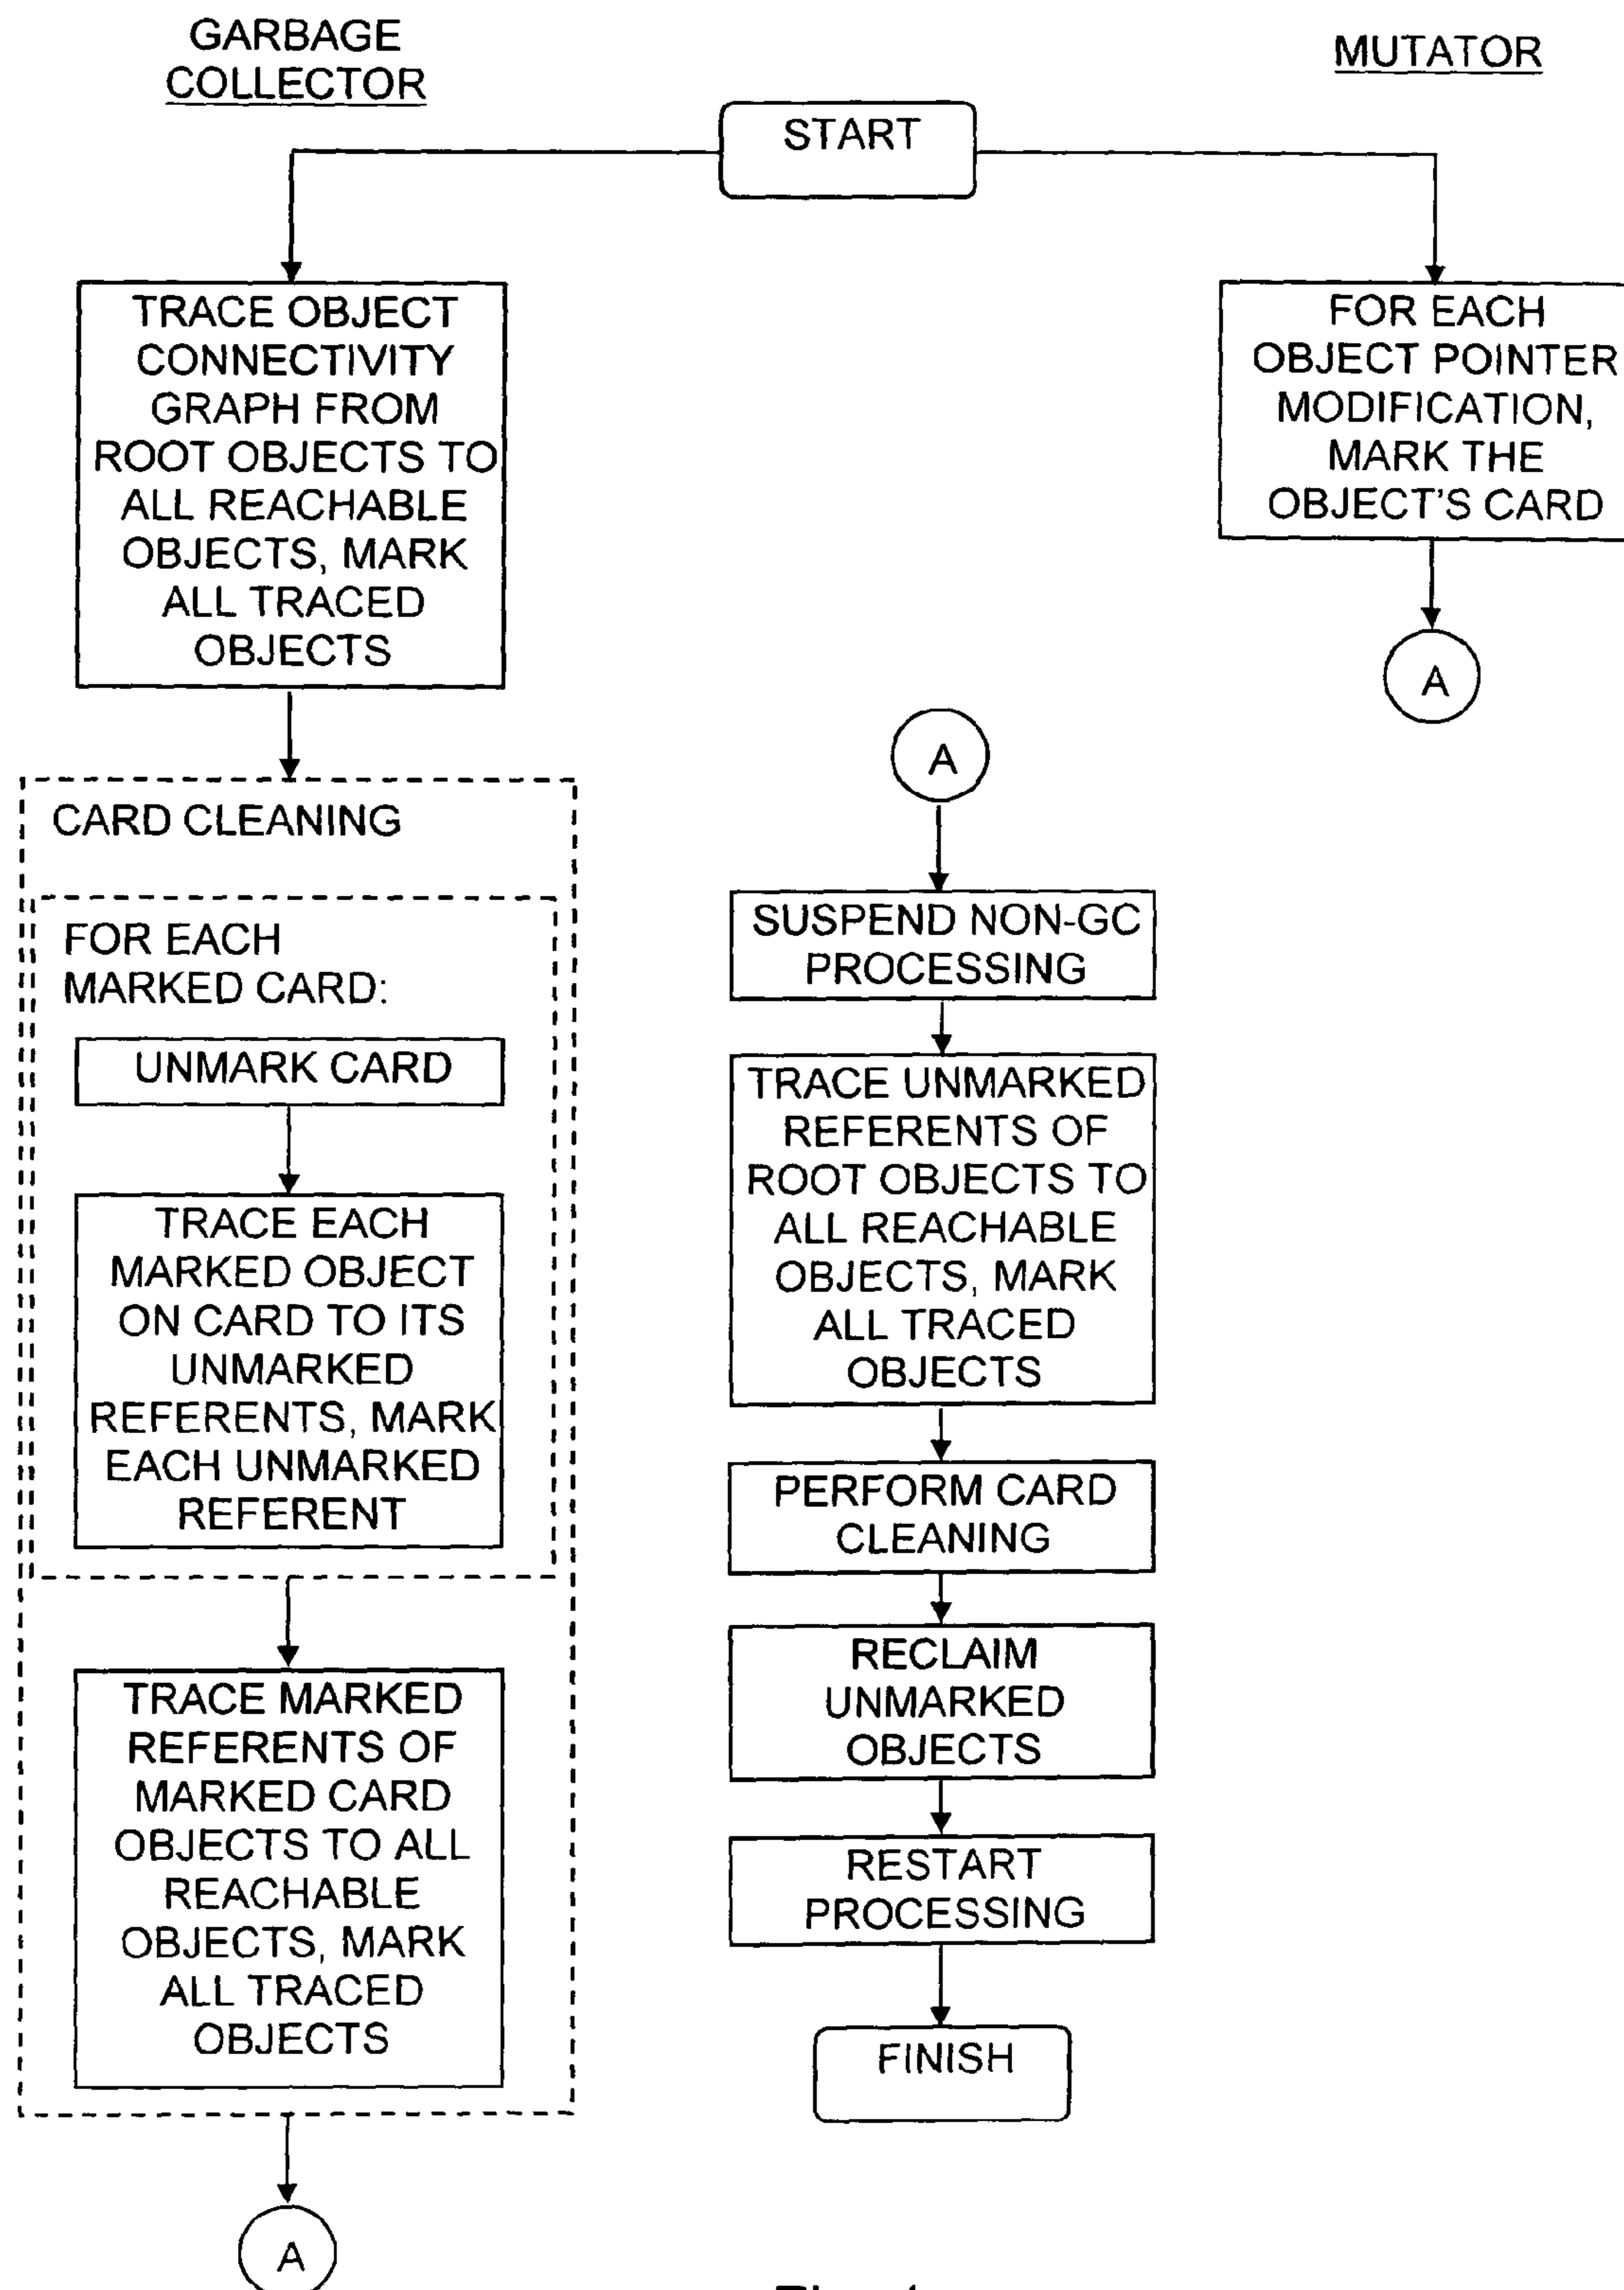 GARBAGE
COLLECTOR
MUTATOR
START
TRACE OBJECT
CONNECTIVITY
GRAPH FROM
ROOT OBJECTS TO
ALL REACHABLE
OBJECTS, MARK
ALL TRACED
OBJECTS
FOR EACH
OBJECT POINTER
MODIFICATION,
MARK THE
OBJECT'S CARD
A
CARD CLEANING
FOR EACH
MARKED CARD:
UNMARK CARD
TRACE EACH
MARKED OBJECT
ON CARD TO ITS
UNMARKED
REFERENTS, MARK
EACH UNMARKED
REFERENT
TRACE MARKED
REFERENTS OF
MARKED CARD
OBJECTS TO ALL
REACHABLE
OBJECTS, MARK
ALL TRACED
OBJECTS
A
A
SUSPEND NON-GC
PROCESSING
TRACE UNMARKED
REFERENTS OF
ROOT OBJECTS TO
ALL REACHABLE
OBJECTS, MARK
ALL TRACED
OBJECTS
PERFORM CARD
CLEANING
RECLAIM
UNMARKED
OBJECTS
RESTART
PROCESSING
FINISH